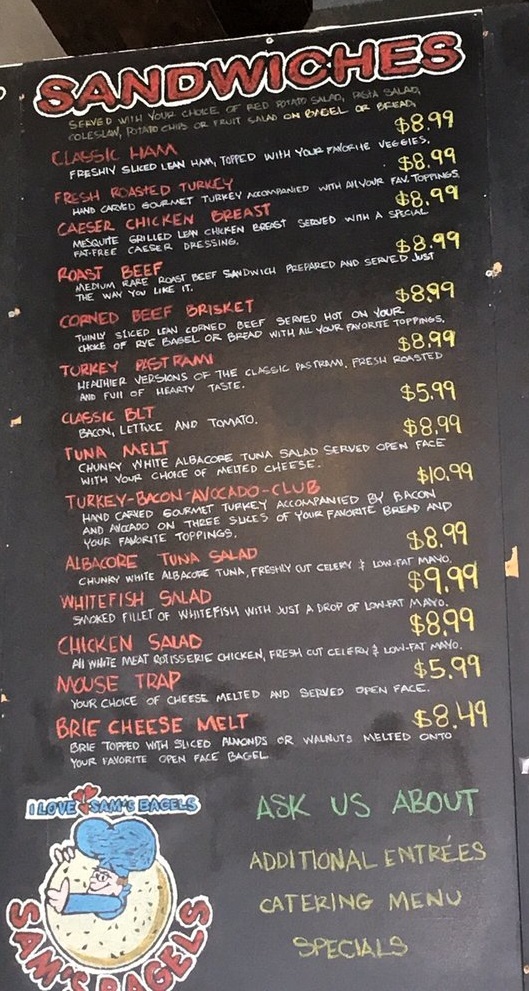 SANDWICHES
SERVED WITH YOUR CHOICE OF RED POTATO SALAD, PASTA SALAD,
COLESLAW, POTATO CHIPS OR FRUIT SALAD ON BAGEL OR BREAD,
CLASSIC HAM $8.99
FRESHLY SLICED LEAN HAM, TOPPED WITH YOUR FAVORITE VEGGIES,
FRESH ROASTED TURKEY $8.99
HAND CARVED GOURMET TURKEY ACCOMPANIED WITH All YOUR FAV. TOPPINGS.
CAESER CHICKEN BREAST $8.99
MESQUITE GRILLED LEAN CHICKEN BREAST SERVED WITH A SPECIAL
FAT-FREE CAESER DRESSING.
ROAST BEEF $8.99
MEDIUM RARE ROAST BEEF SANDWICH PREPARED AND SERVED JUST
THE WAY YOU LIKE IT.
CORNED BEEF BRISKET $8.99
THINLY SLICED LEAN CORNED BEEF SERVED HOT ON YOUR
CHOICE OF RYE BAGEL OR BREAD WITH ALL YOUR FAVORITE TOPPINGS.
TURKEY PASTRAMI $8.99
HEALTHIER VERSIONS OF THE CLASSIC PASTRAMI, FRESH ROASTED
AND FUll OF HEARTY TASTE.
CLASSIC BLT $5.99
BACON, LETTUCE AND TOMATO.
TUNA MELT $8.99
CHUNKY WHITE ALBACORE TUNA SALAD SERVED OPEN FACE
WITH YOUR CHOICE OF MELTED CHEESE.
TURKEY-BACON-AVOCADO-CLUB $10.99
HAND CARVED GOURMET TURKEY ACCOMPANIED BY BACON
AND AVOCADO ON THREE SLICES OF YOUR FAVORITE BREAD AND
YOUR FAVORITE TOPPINGS.
ALBACORE TUNA SALAD $8.99
CHUNKY WHITE ALBACORE TUNA, FRESHLY CUT CELERY & LOW-FAT MAYO.
WHITEFISH SALAD $9.99
SMOKED FILLET OF WHITEFISH WITH JUST A DROP OF LOW-FAT MAYO.
CHICKEN SALAD $8.99
All WHITE MEAT ROTISSERIE CHICKEN, FRESH CUT CELERY & LOW-FAT MAYO.
MOUSE TRAP $5.99
YOUR CHOICE OF CHEESE MELTED AND SERVED OPEN FACE.
BRIE CHEESE MELT $8.49
BRIE TOPPED WITH SLICED ALMONDS OR WALNUTS MELTED ONTO
YOUR FAVORITE OPEN FACE BAGEL
I LOVE SAM'S BAGELS
SAM'S BAGELS
ASK US ABOUT
ADDITIONAL ENTRÉES
CATERING MENU
SPECIALS